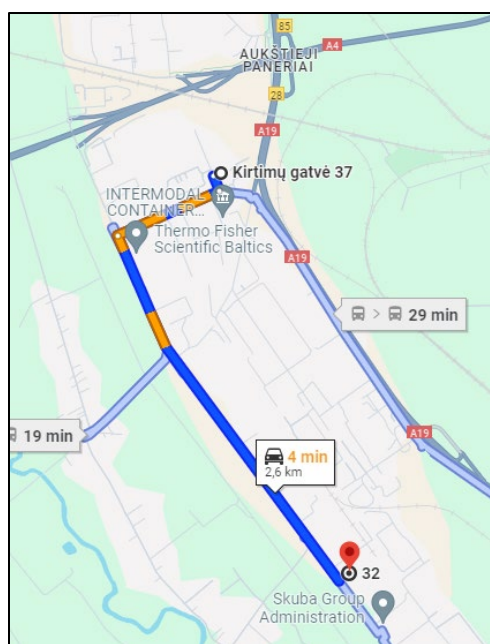 85
A4
AUKŠTIEJI
PANERIAI
28
A19
Kirtimų gatvė 37
INTERMODAL
CONTAINER...
Thermo Fisher
Scientific Baltics
A19
> 29 min
19 min
A19
4 min
2,6 km
32
Skuba Group
Administration